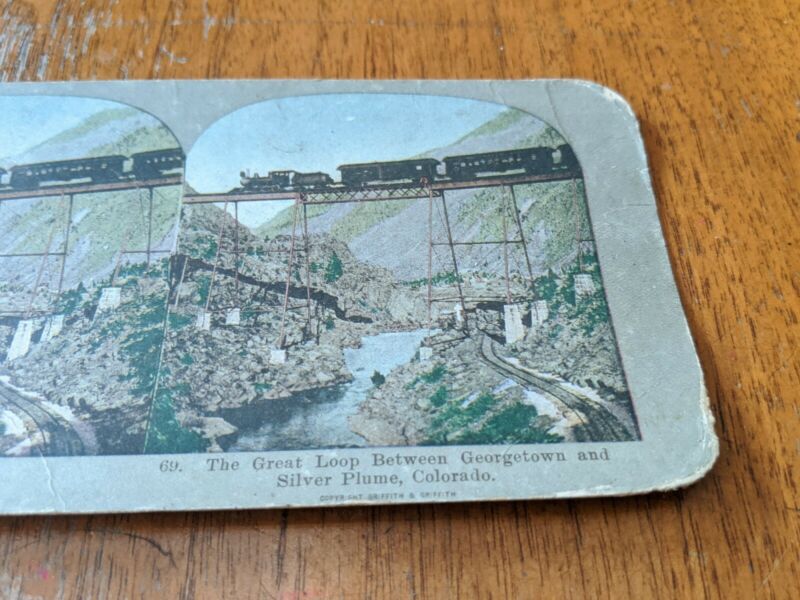 69. The Great Loop Between Georgetown and
Silver Plume, Colorado.
COPYRIGHT GRIFFITH & GRIFFITH